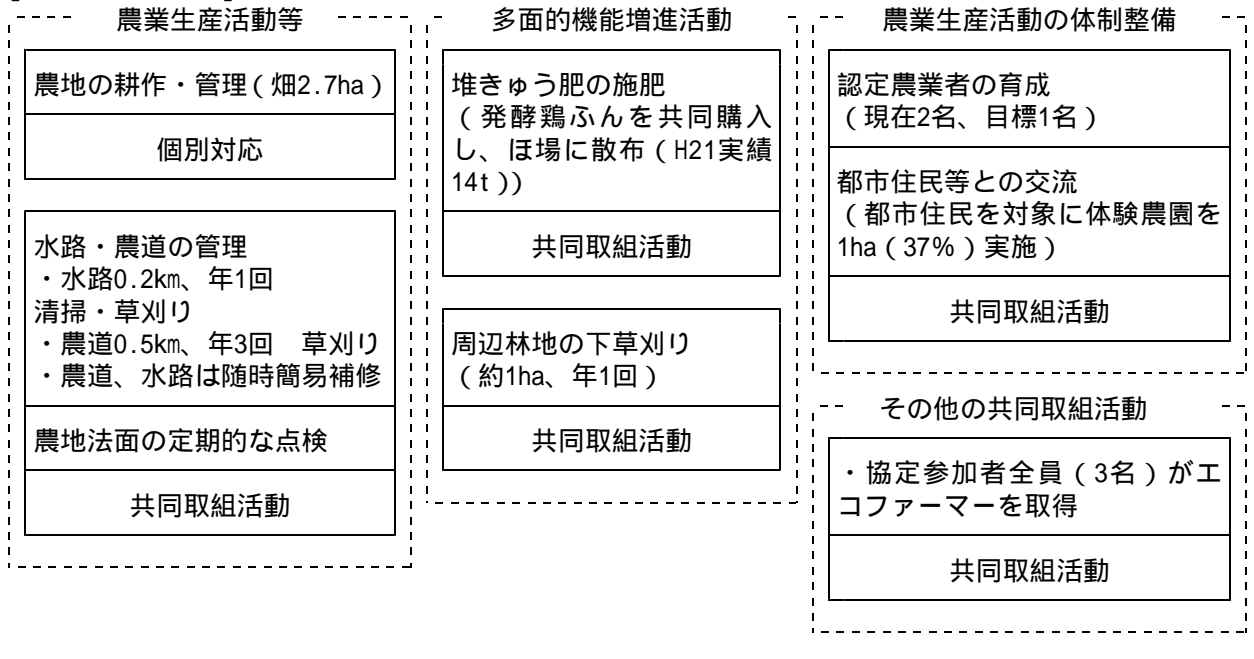 農業生産活動等
農地の耕作・管理(畑2.7ha)
個別対応
水路・農道の管理
・水路0.2㎞、年1回
清掃・草刈り
・農道0.5㎞、年3回 草刈り
・農道、水路は随時簡易補修
農地法面の定期的な点検
共同取組活動
多面的機能増進活動
堆きゅう肥の施肥
(発酵鶏ふんを共同購入
し、ほ場に散布(H21実績
14t))
共同取組活動
周辺林地の下草刈り
(約1ha、年1回)
共同取組活動
農業生産活動の体制整備
認定農業者の育成
(現在2名、目標1名)
都市住民等との交流
(都市住民を対象に体験農園を
1ha(37%)実施)
共同取組活動
その他の共同取組活動
・協定参加者全員(3名)がエ
コファーマーを取得
共同取組活動